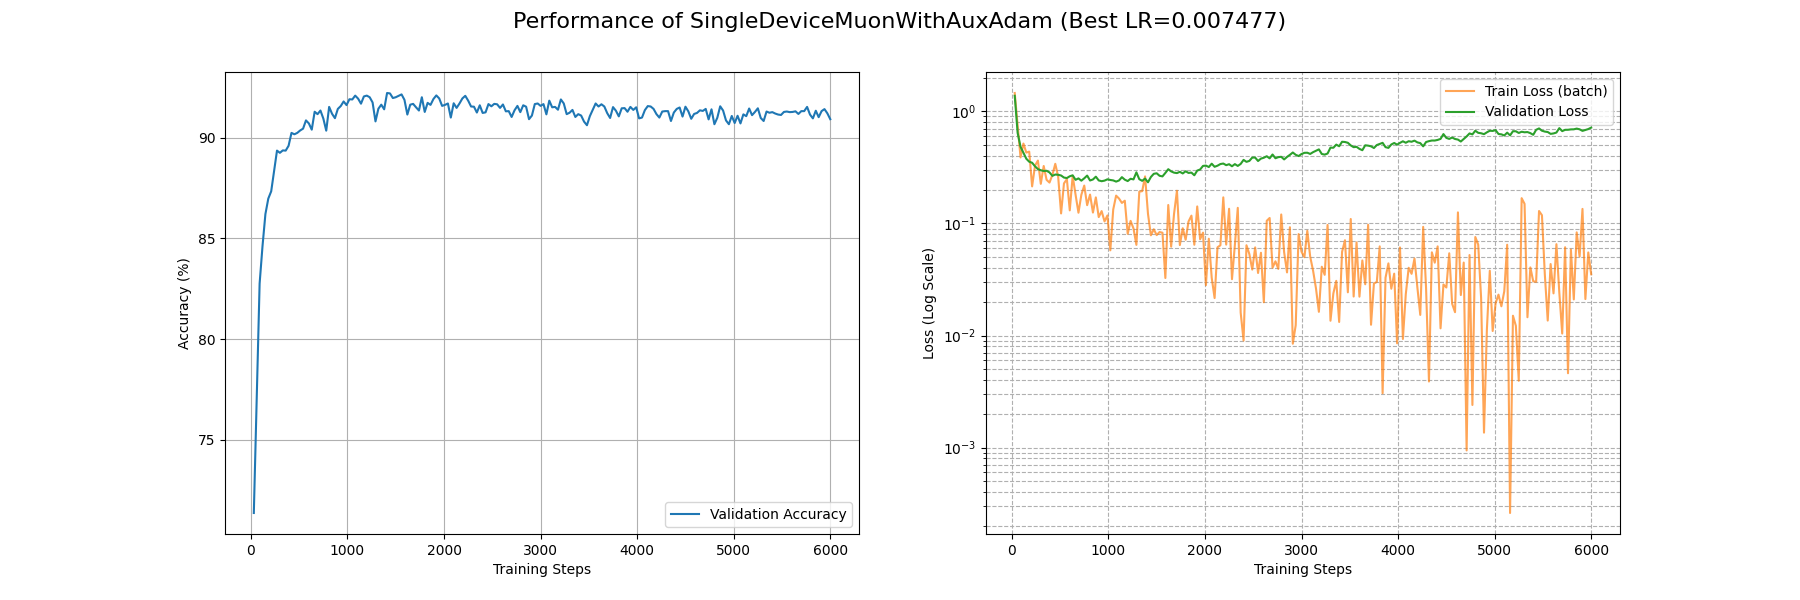 Performance of SingleDeviceMuonWithAuxAdam (Best LR=0.007477)
Accuracy (%)
90
85
80
75
Validation Accuracy
0 1000 2000 3000 4000 5000 6000
Training Steps
Loss (Log Scale)
10⁰
10⁻¹
10⁻²
10⁻³
Train Loss (batch)
Validation Loss
0 1000 2000 3000 4000 5000 6000
Training Steps